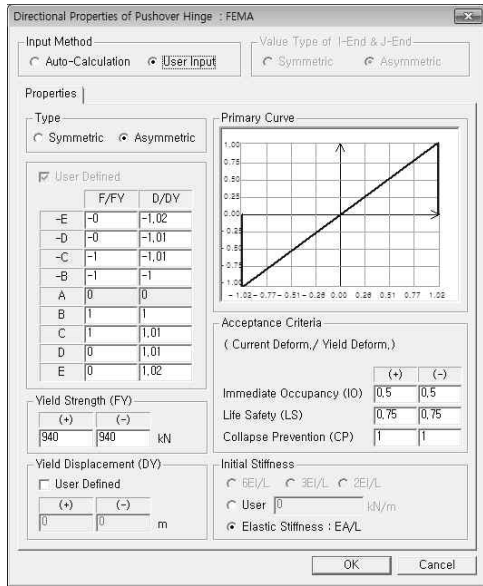 Directional Properties of Pushover Hinge : FEMA
Input Method
Auto-Calculation User Input
Value Type of I-End & J-End
Symmetric Asymmetric
Properties
Type
Symmetric Asymmetric
User Defined
F/FY D/DY
-E -0 -1,02
-D -0 -1,01
-C -1 -1,01
-B -1 -1
A 0 0
B 1 1
C 1 1,01
D 0 1,01
E 0 1,02
Yield Strength (FY)
(+) (-)
940 940 kN
Yield Displacement (DY)
User Defined
(+) (-)
0 0 m
Primary Curve
1.00
0.75
0.50
0.25
0.00
-0.25
-0.50
-0.75
-1.00
-1.02 -0.77 -0.51 -0.26 0.00 0.26 0.51 0.77 1.02
Acceptance Criteria
( Current Deform,/ Yield Deform,)
(+) (-)
Immediate Occupancy (IO) 0,5 0,5
Life Safety (LS) 0,75 0,75
Collapse Prevention (CP) 1 1
Initial Stiffness
6EI/L 3EI/L 2EI/L
User 0 kN/m
Elastic Stiffness : EA/L
OK Cancel